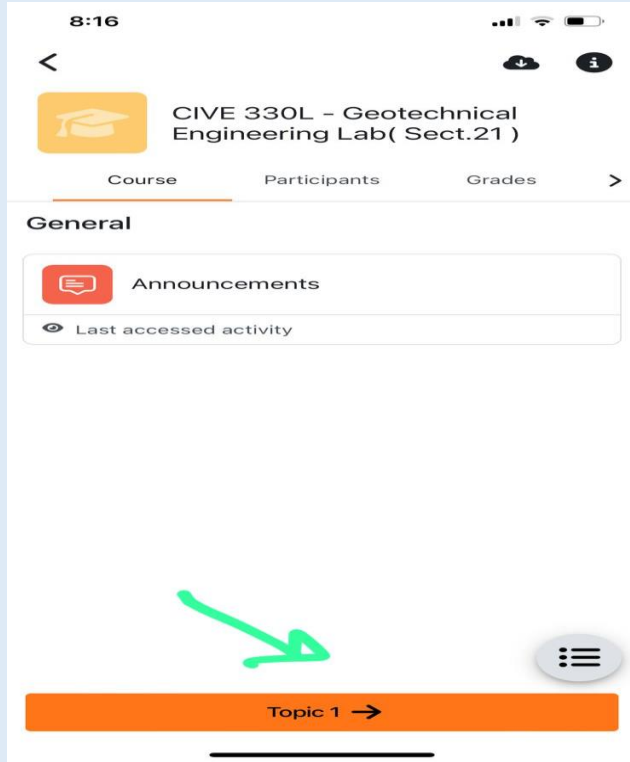 8:16
CIVE 330L – Geotechnical
Engineering Lab( Sect.21 )
Course Participants Grades
General
Announcements
Last accessed activity
Topic 1 →